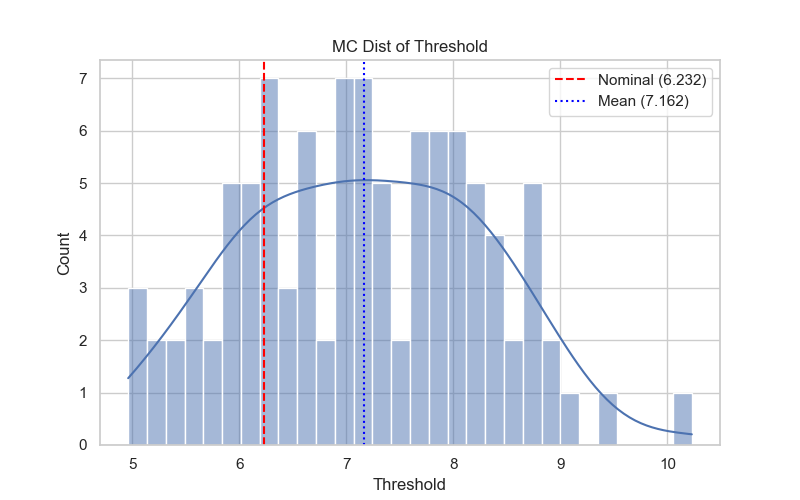 MC Dist of Threshold
Nominal (6.232)
Mean (7.162)
7
6
5
4
3
2
1
0
Count
5
6
7
8
9
10
Threshold